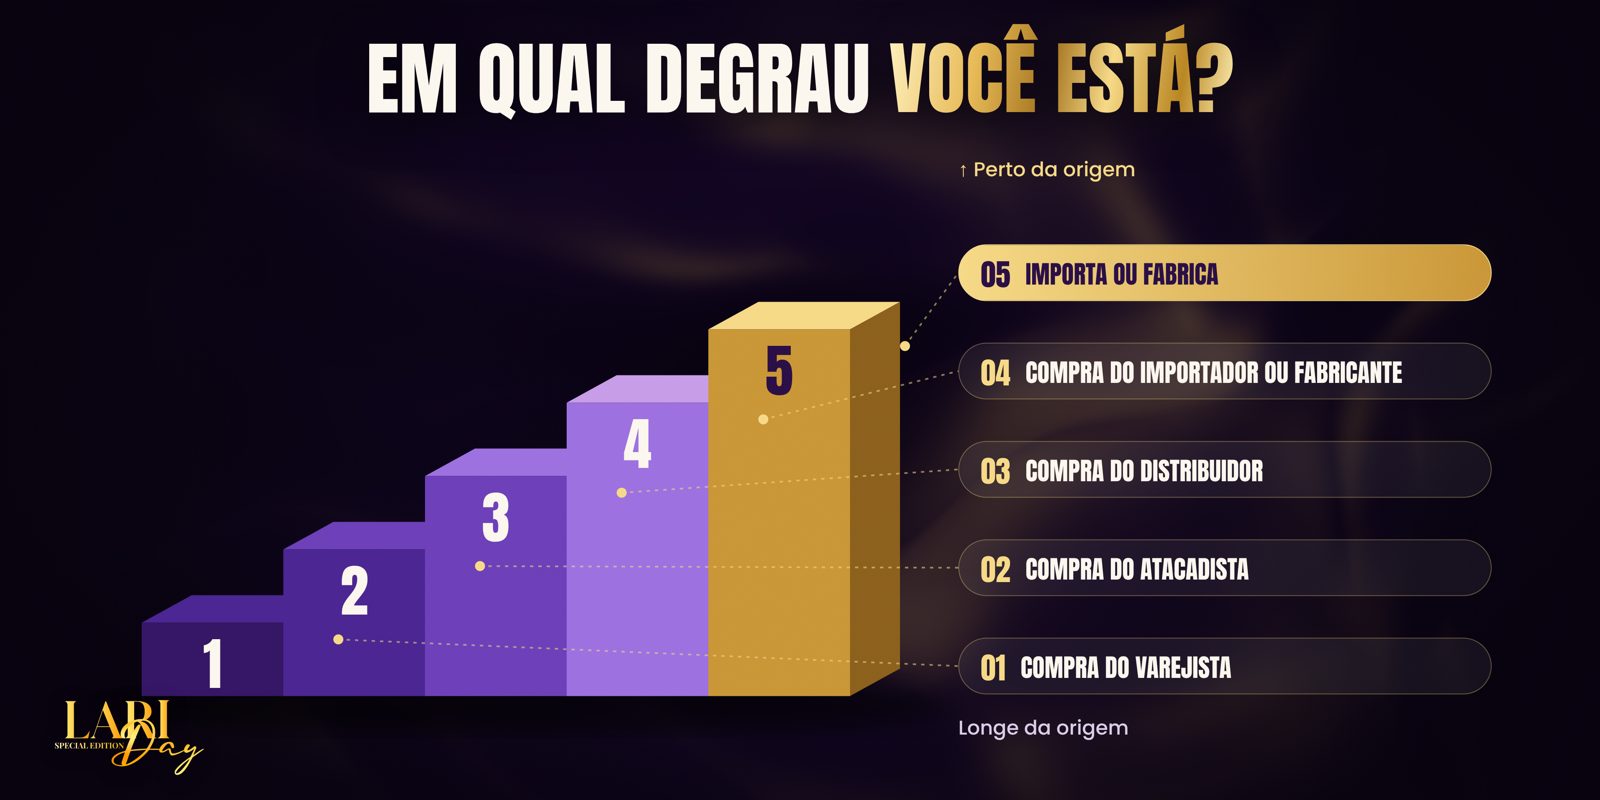 EM QUAL DEGRAU VOCÊ ESTÁ?
↑ Perto da origem
05 IMPORTA OU FABRICA
04 COMPRA DO IMPORTADOR OU FABRICANTE
03 COMPRA DO DISTRIBUIDOR
02 COMPRA DO ATACADISTA
01 COMPRA DO VAREJISTA
Longe da origem
5
4
3
2
1
LARI
SPECIAL EDITION Day